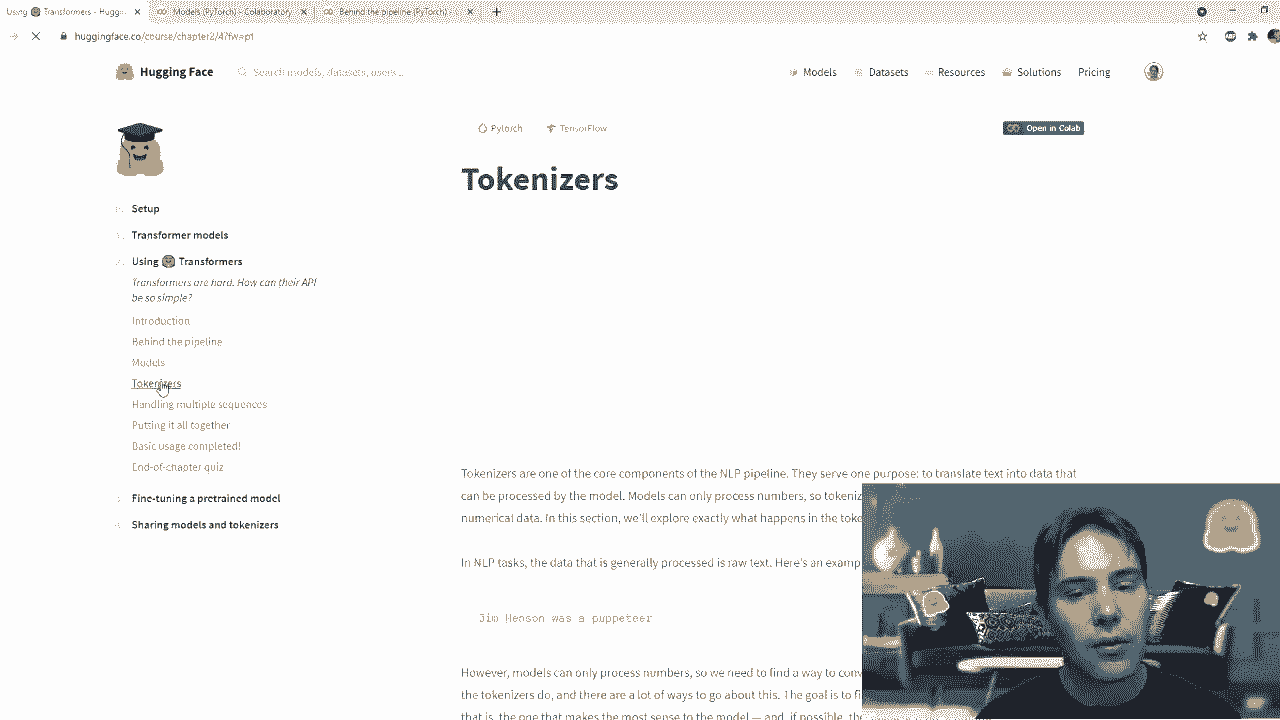 Using 🤗 Transformers - Huggin
Models (PyTorch) - Colaboratory
Behind the pipeline (PyTorch)
huggingface.co/course/chapter2/4?fw=pt
Hugging Face
Search models, datasets, users...
Models
Datasets
Resources
Solutions
Pricing
Pytorch
TensorFlow
Open in Colab
Tokenizers
Setup
Transformer models
Using 🤗 Transformers
Transformers are hard. How can their API
be so simple?
Introduction
Behind the pipeline
Models
Tokenizers
Handling multiple sequences
Putting it all together
Basic usage completed!
End-of-chapter quiz
Fine-tuning a pretrained model
Sharing models and tokenizers
Tokenizers are one of the core components of the NLP pipeline. They serve one purpose: to translate text into data that
can be processed by the model. Models can only process numbers, so tokeniz
numerical data. In this section, we'll explore exactly what happens in the toke
In NLP tasks, the data that is generally processed is raw text. Here's an examp
Jim Henson was a puppeteer
However, models can only process numbers, so we need to find a way to conv
the tokenizers do, and there are a lot of ways to go about this. The goal is to fi
that is, the one that makes the most sense to the model — and, if possible, the